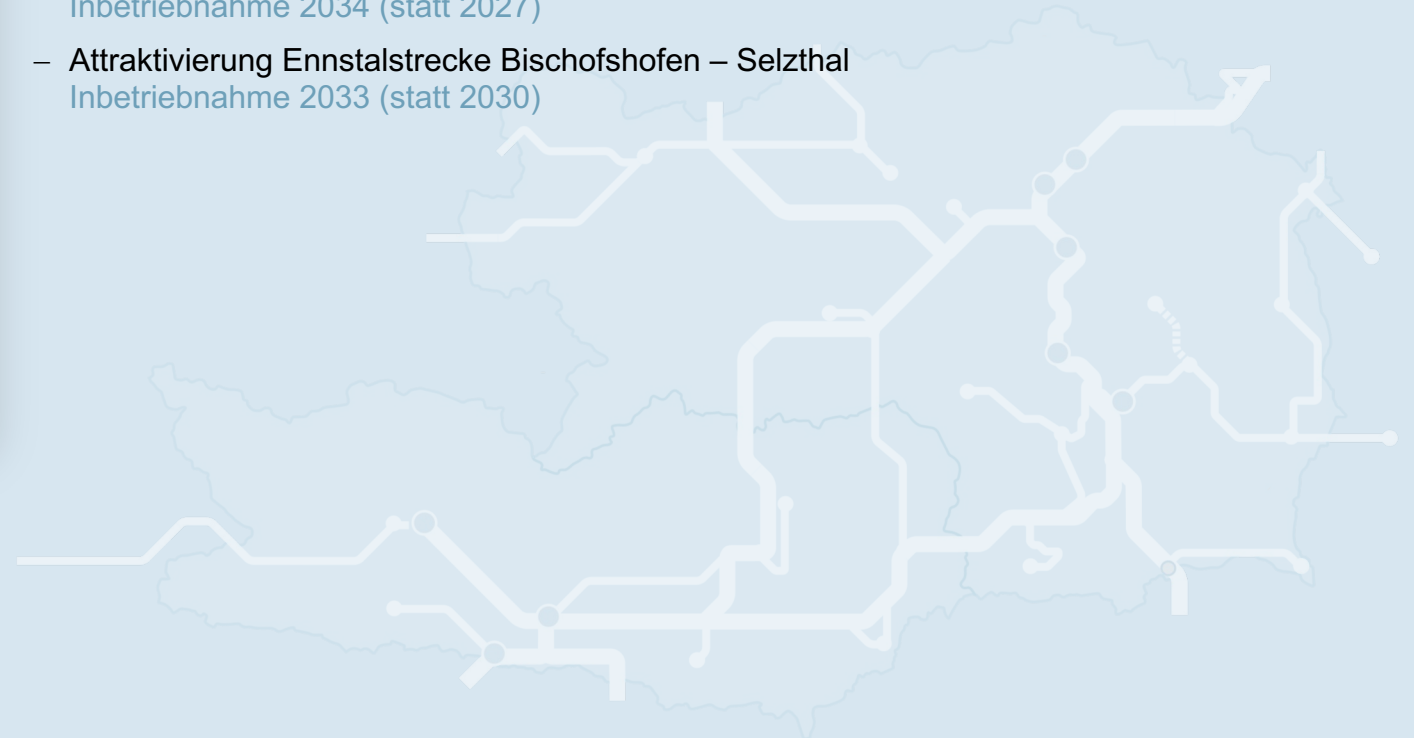 Inbetriebnahme 2034 (statt 2027)
– Attraktivierung Ennstalstrecke Bischofshofen – Selzthal
Inbetriebnahme 2033 (statt 2030)